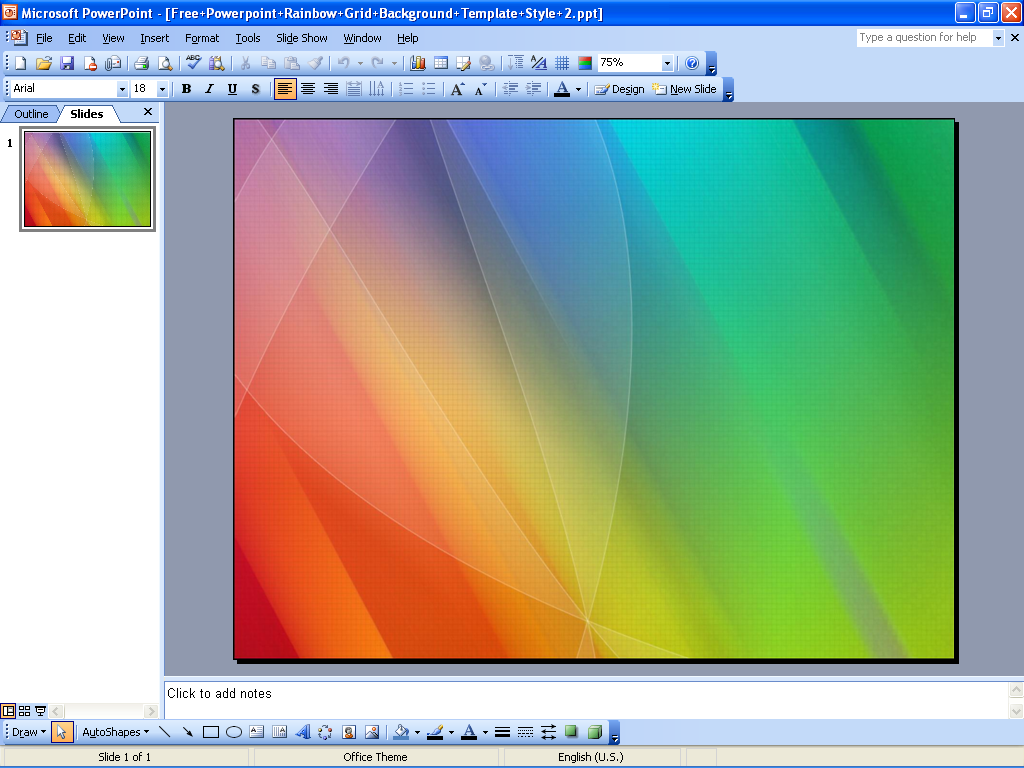 Microsoft PowerPoint - [Free+Powerpoint+Rainbow+Grid+Background+Template+Style+2.ppt]
File Edit View Insert Format Tools Slide Show Window Help Type a question for help
75%
Arial 18 B I U S A A A Design New Slide
Outline Slides
1
Click to add notes
Draw AutoShapes A A
Slide 1 of 1 Office Theme English (U.S.)